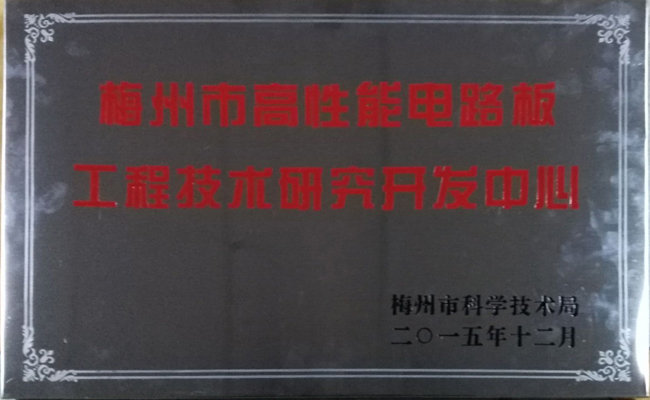 梅州市高性能电路板
工程技术研究开发中心
梅州市科学技术局
二〇一五年十二月